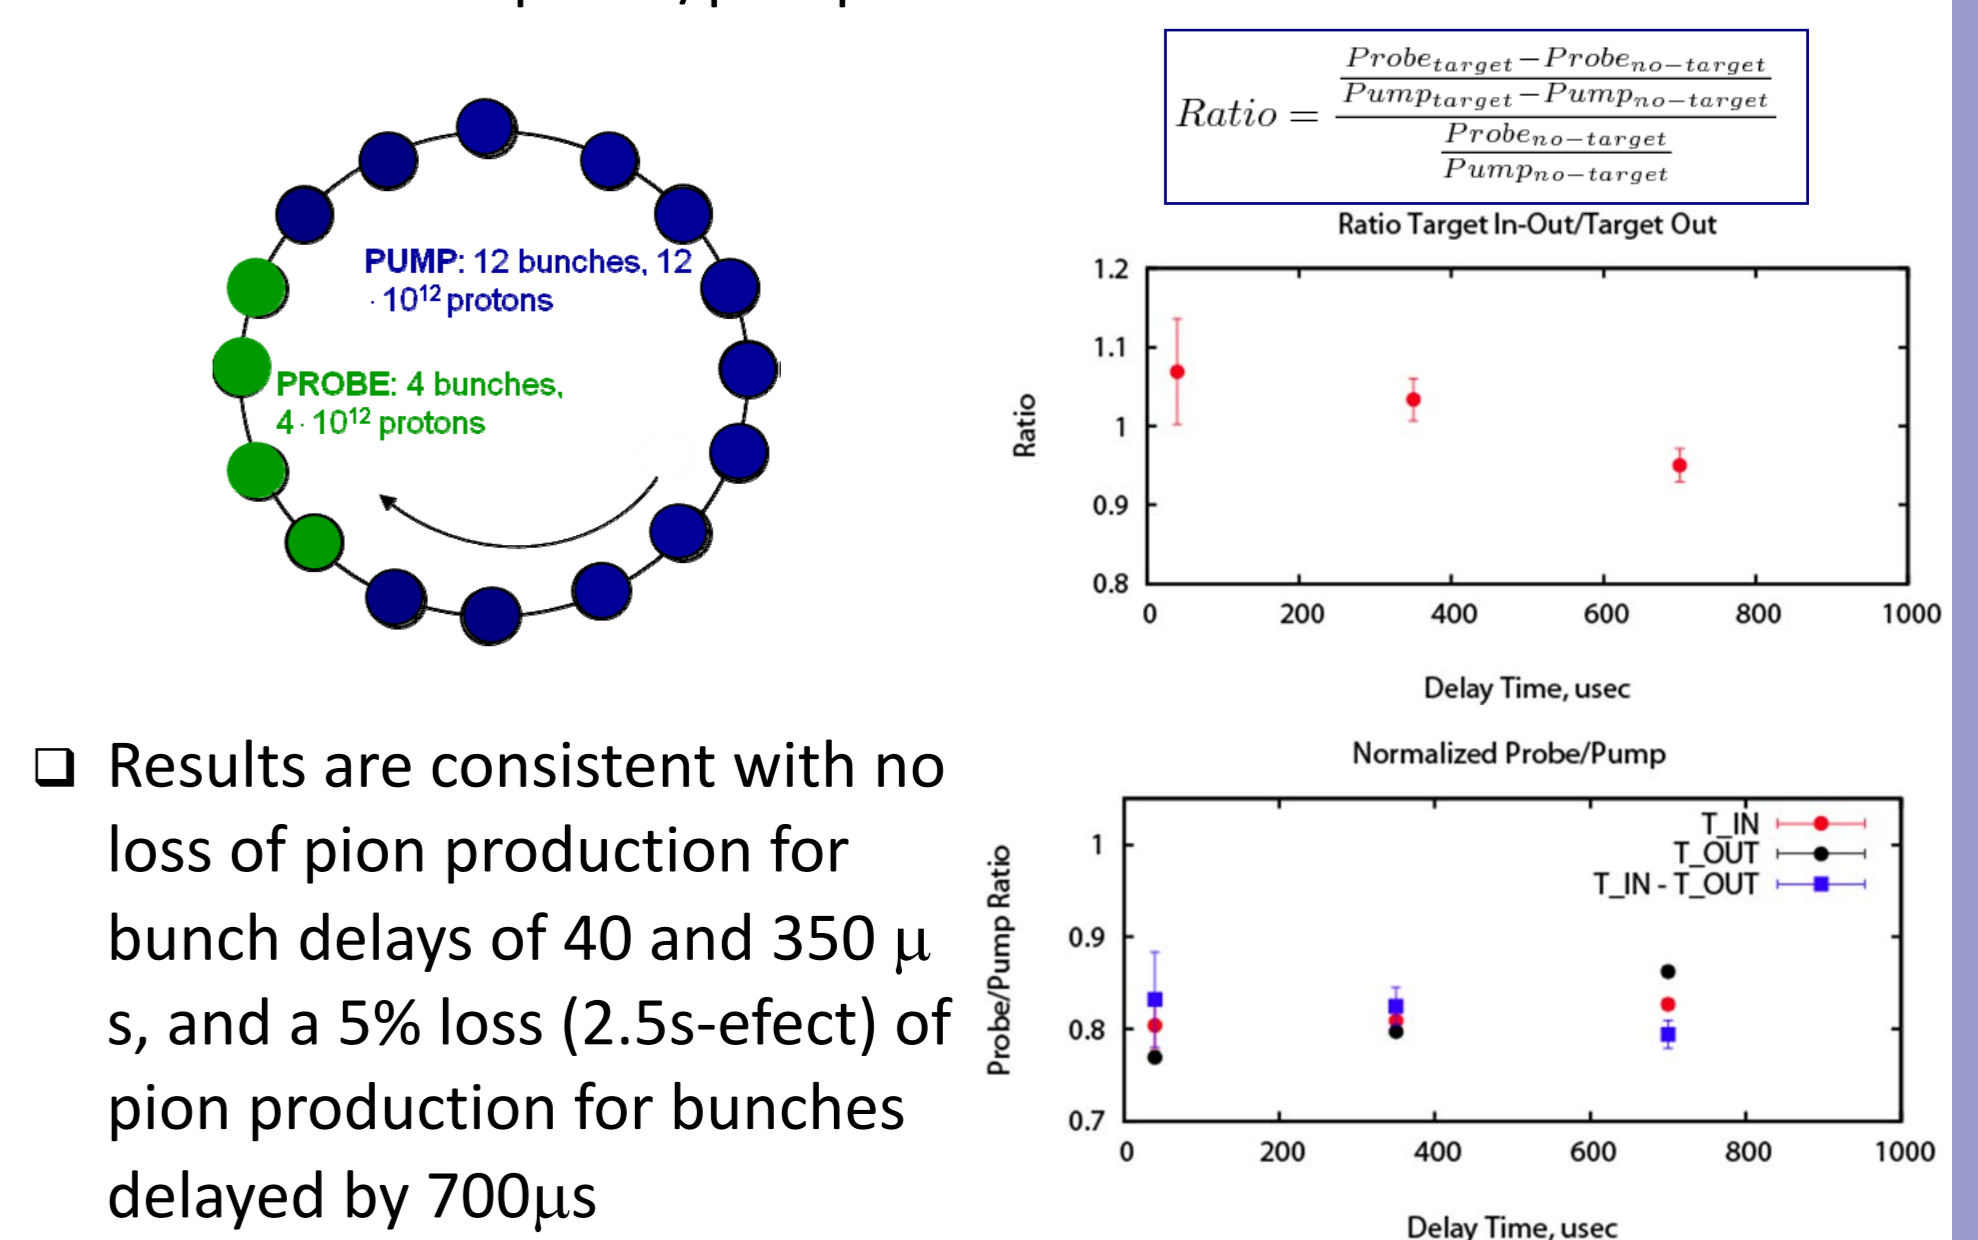 PUMP: 12 bunches, 12
· 10¹² protons
PROBE: 4 bunches,
4 · 10¹² protons
❑ Results are consistent with no
loss of pion production for
bunch delays of 40 and 350 μ
s, and a 5% loss (2.5s-efect) of
pion production for bunches
delayed by 700μs
Probe_target − Probe_no−target
Pump_target − Pump_no−target
Ratio =
Probe_no−target
Pump_no−target
Ratio Target In-Out/Target Out
1.2
1.1
1
0.9
0.8
Ratio
0 200 400 600 800 1000
Delay Time, usec
Normalized Probe/Pump
T_IN
T_OUT
T_IN - T_OUT
1
0.9
0.8
0.7
Probe/Pump Ratio
0 200 400 600 800 1000
Delay Time, usec